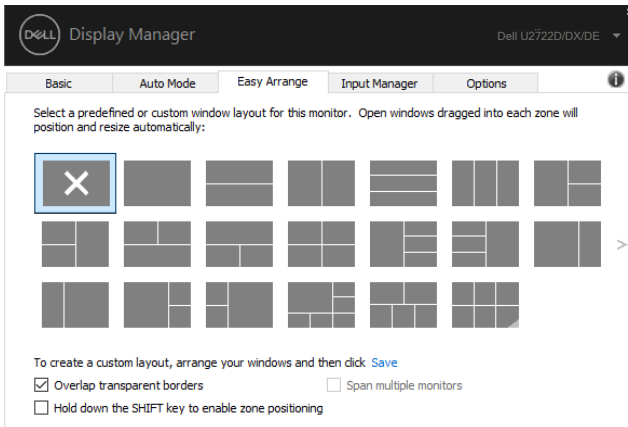 DELL Display Manager
Dell U2722D/DX/DE
Basic Auto Mode Easy Arrange Input Manager Options
Select a predefined or custom window layout for this monitor. Open windows dragged into each zone will
position and resize automatically:
To create a custom layout, arrange your windows and then click Save
Overlap transparent borders
Span multiple monitors
Hold down the SHIFT key to enable zone positioning